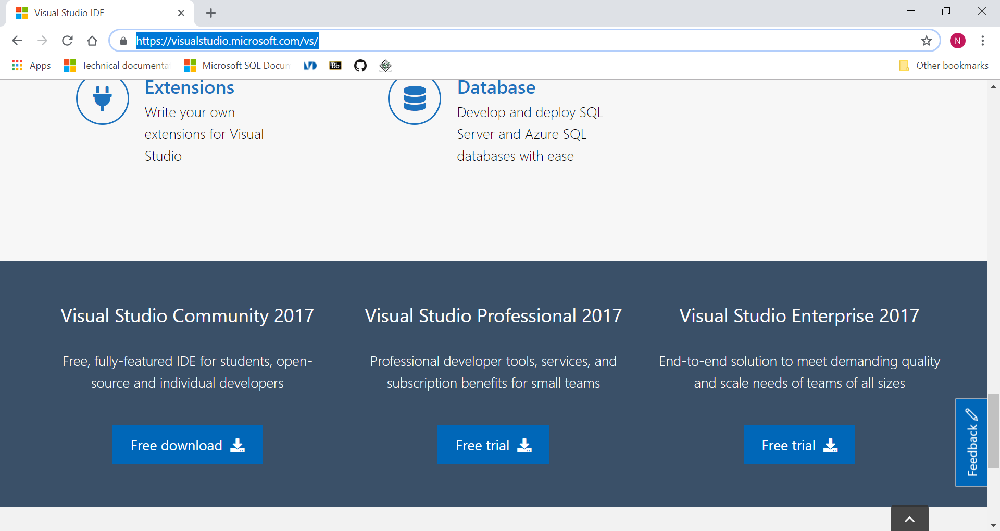 Visual Studio IDE
https://visualstudio.microsoft.com/vs/
N
Apps
Technical documenta
Microsoft SQL Docun
Bb
Other bookmarks
Extensions
Write your own
extensions for Visual
Studio
Database
Develop and deploy SQL
Server and Azure SQL
databases with ease
Visual Studio Community 2017
Free, fully-featured IDE for students, open-
source and individual developers
Free download
Visual Studio Professional 2017
Professional developer tools, services, and
subscription benefits for small teams
Free trial
Visual Studio Enterprise 2017
End-to-end solution to meet demanding quality
and scale needs of teams of all sizes
Free trial
Feedback